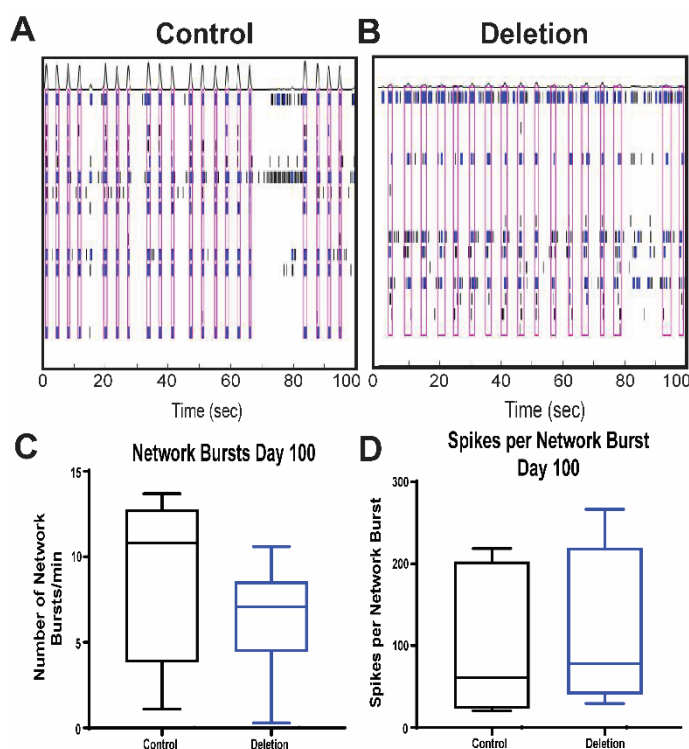 A
Control
B
Deletion
0 20 40 60 80 100
Time (sec)
0 20 40 60 80 100
Time (sec)
C
Network Bursts Day 100
Number of Network
Bursts/min
15
10
5
0
Control
Deletion
D
Spikes per Network Burst
Day 100
Spikes per Network Burst
300
200
100
0
Control
Deletion